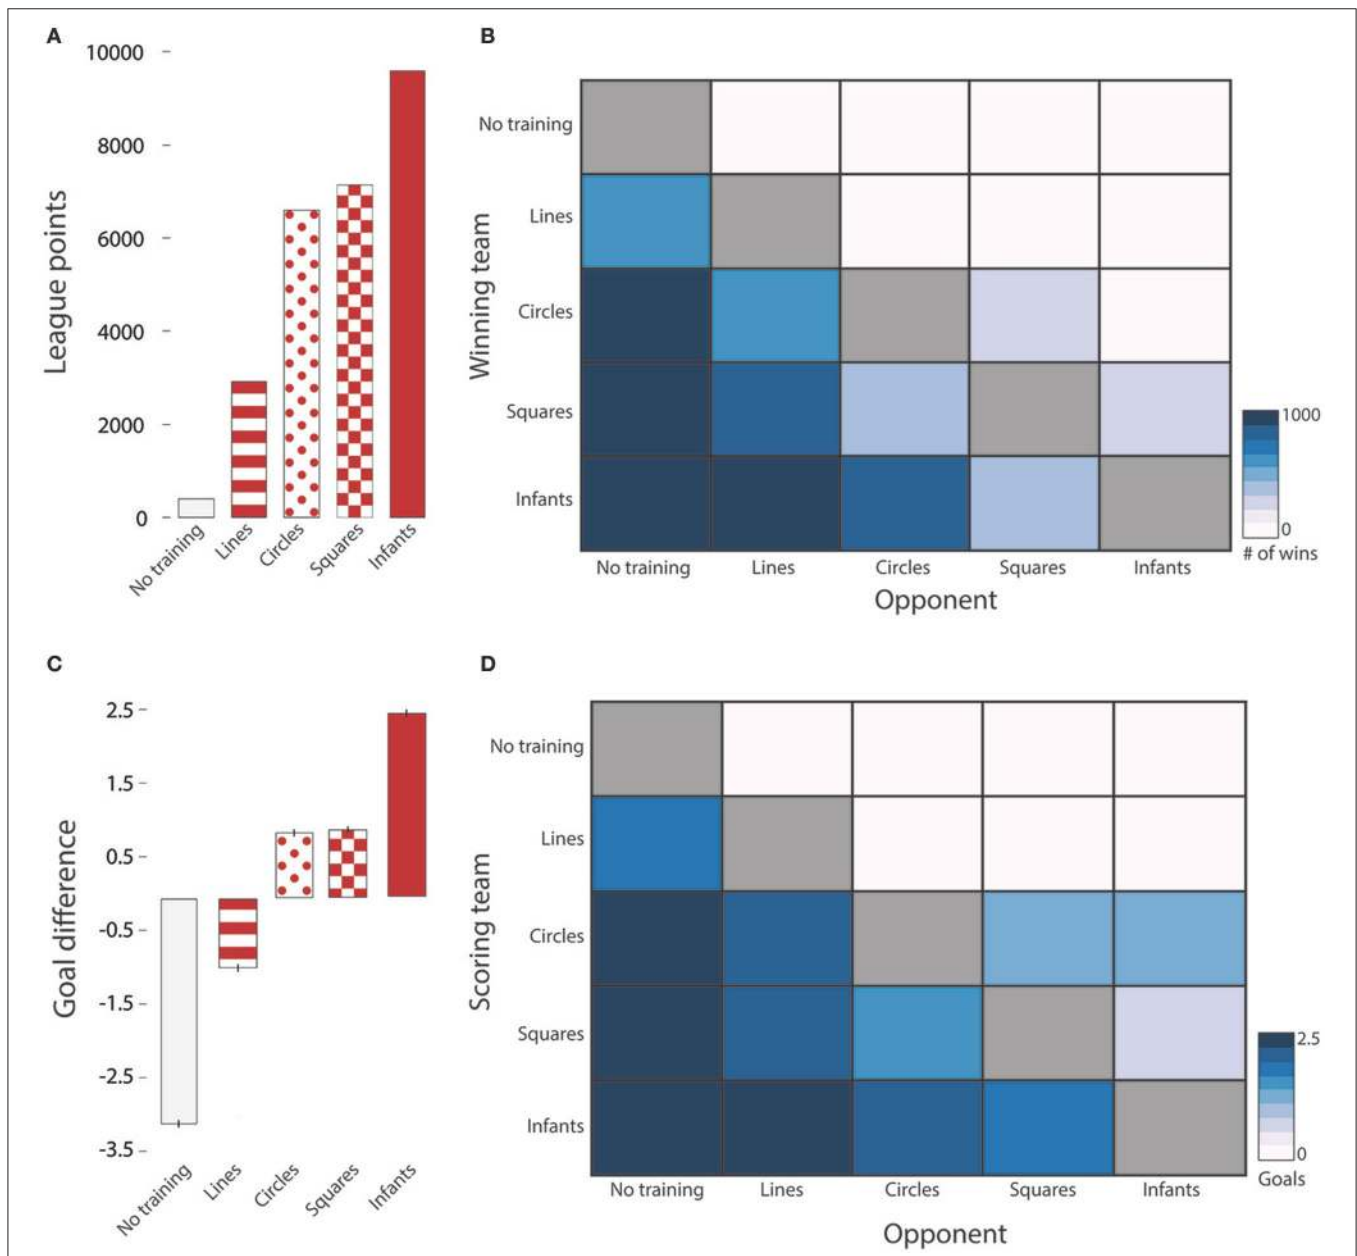 A
10000
8000
6000
4000
2000
0
League points
No training
Lines
Circles
Squares
Infants
B
No training
Lines
Circles
Squares
Infants
Winning team
No training
Lines
Circles
Squares
Infants
Opponent
1000
0
# of wins
C
2.5
1.5
0.5
-0.5
-1.5
-2.5
-3.5
Goal difference
No training
Lines
Circles
Squares
Infants
D
No training
Lines
Circles
Squares
Infants
Scoring team
No training
Lines
Circles
Squares
Infants
Opponent
2.5
0
Goals